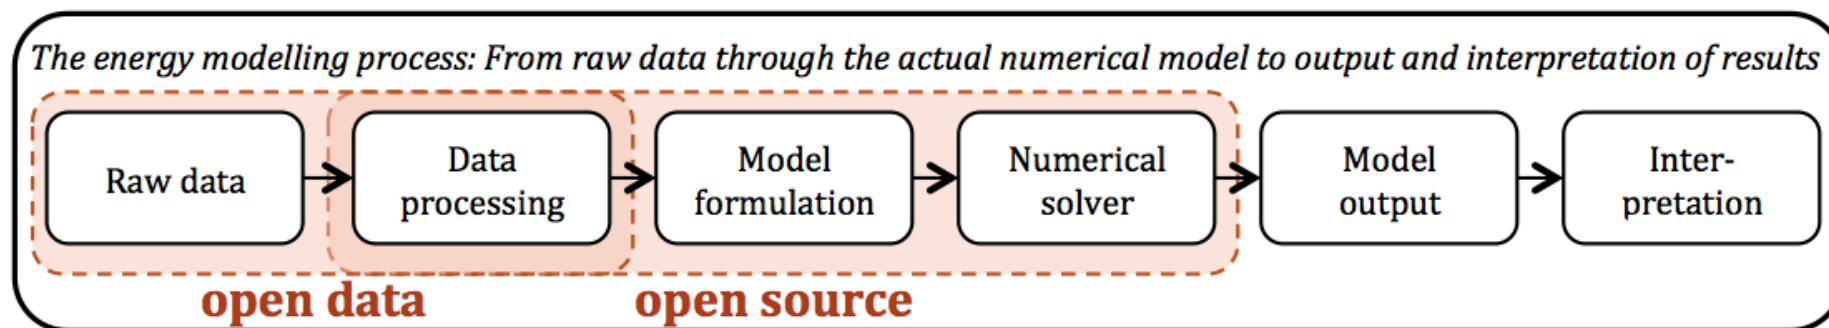 The energy modelling process: From raw data through the actual numerical model to output and interpretation of results
Raw data
Data
processing
Model
formulation
Numerical
solver
Model
output
Inter-
pretation
open data
open source